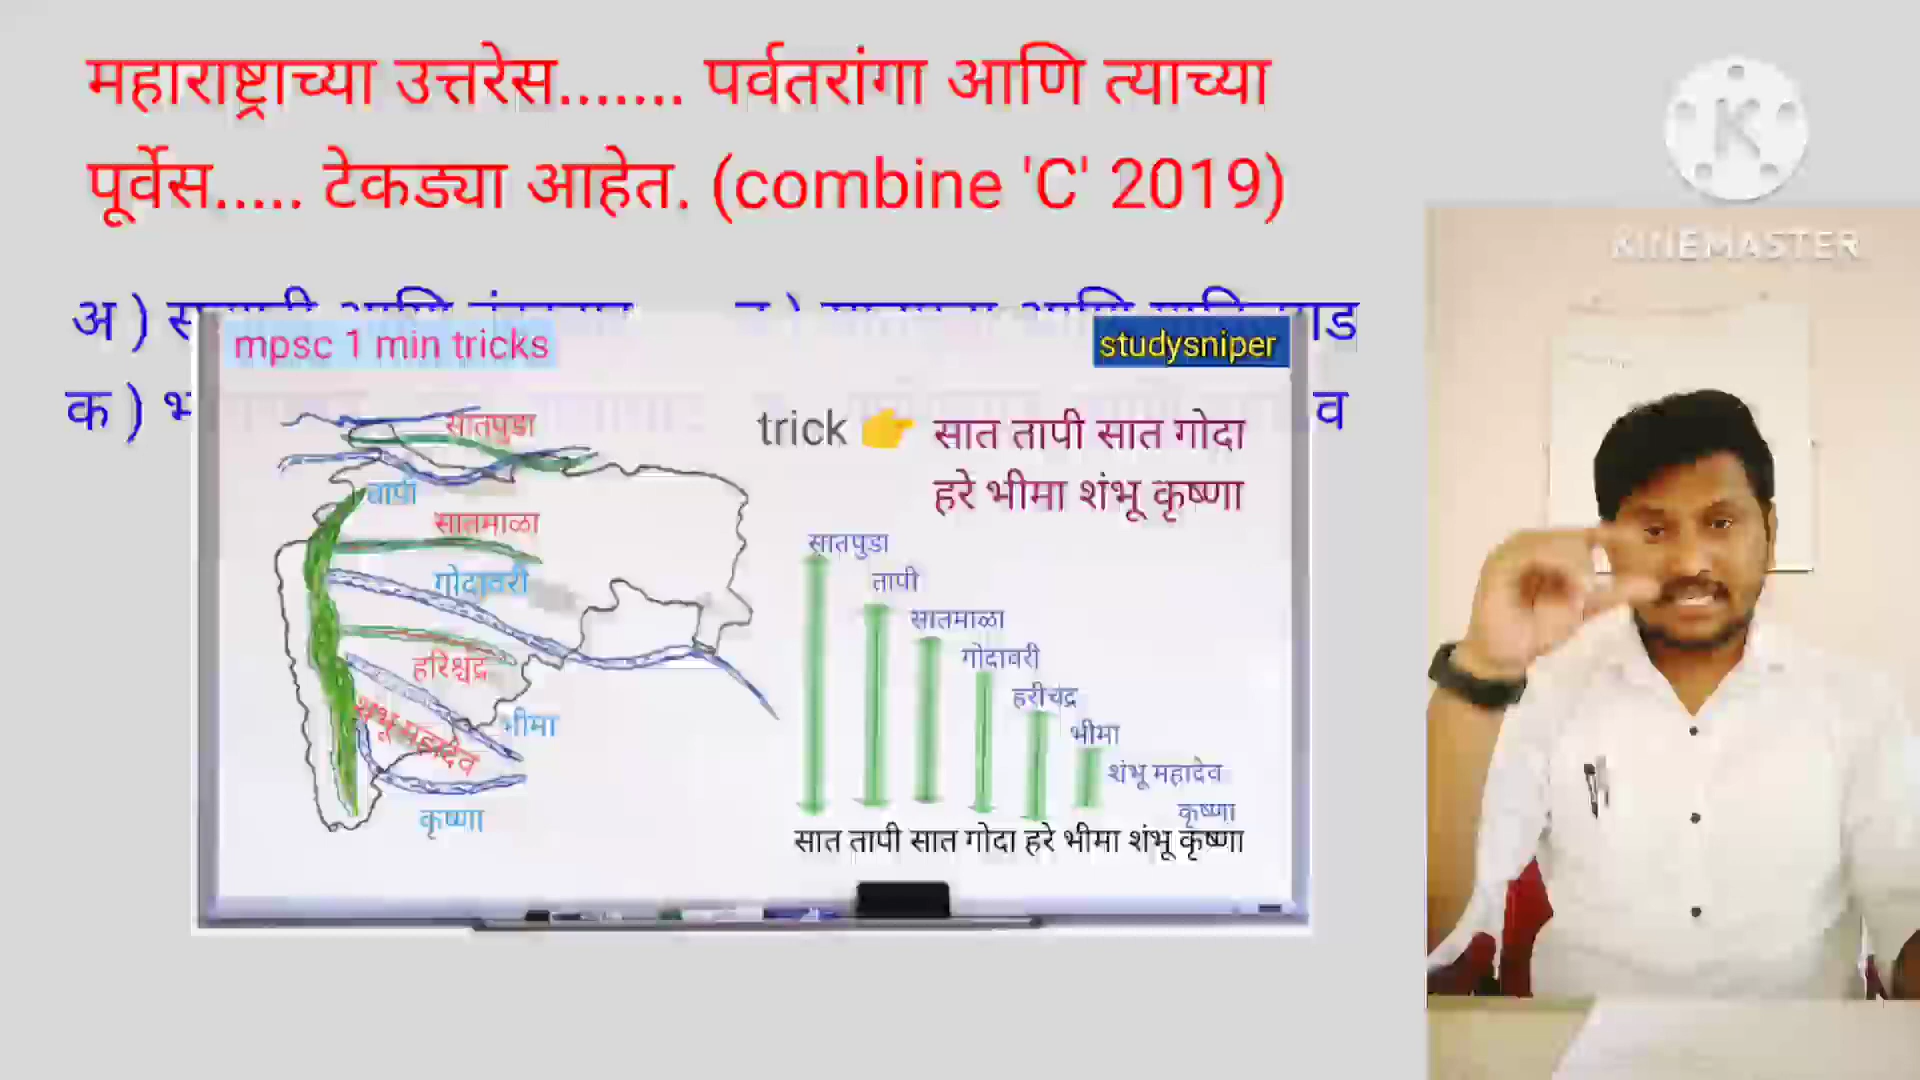 महाराष्ट्राच्या उत्तरेस....... पर्वतरांगा आणि त्याच्या
पूर्वेस..... टेकड्या आहेत. (combine 'C' 2019)
अ )
क )
mpsc 1 min tricks
studysniper
trick 👉 सात तापी सात गोदा
हरे भीमा शंभू कृष्णा
सातपुडा
तापी
सातमाळा
गोदावरी
हरिश्चंद्र
शंभू महादेव
भीमा
कृष्णा
सातपुडा
तापी
सातमाळा
गोदावरी
हरीचंद्र
भीमा
शंभू महादेव
कृष्णा
सात तापी सात गोदा हरे भीमा शंभू कृष्णा
K
KINEMASTER